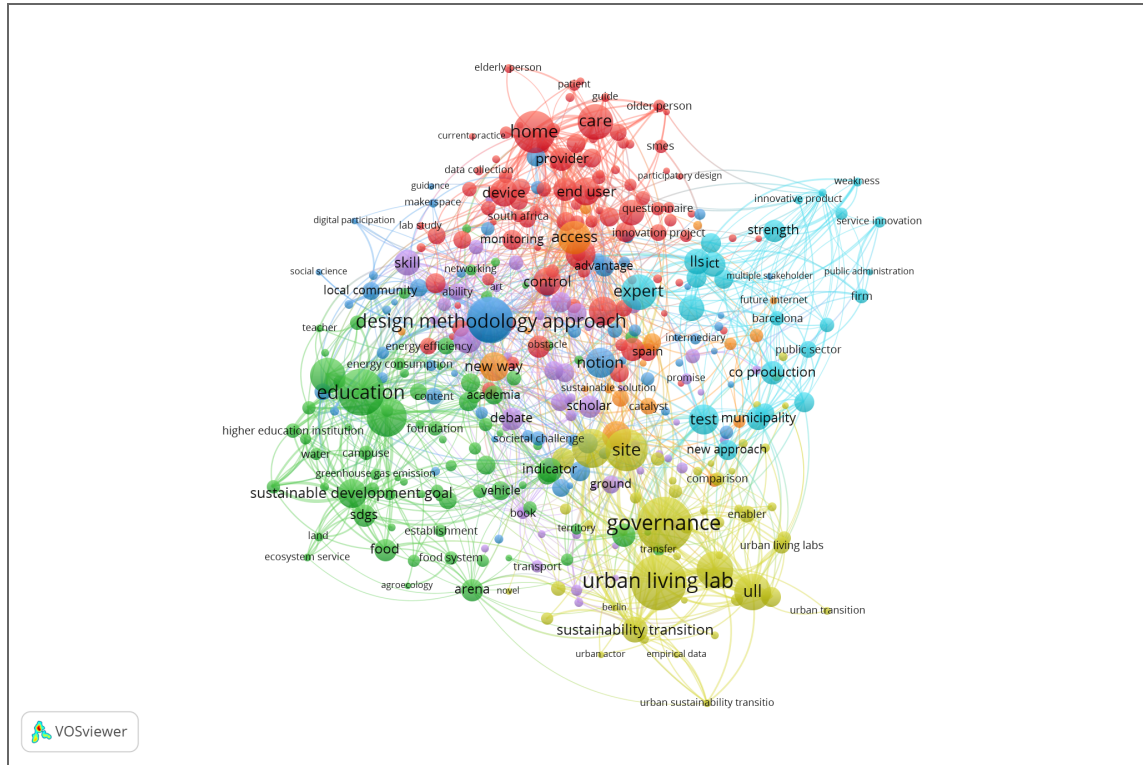 elderly person
patient
guide
older person
care
home
current practice
smes
provider
data collection
participatory design
weakness
guidance
device
end user
innovative product
makerspace
questionnaire
south africa
digital participation
lab study
service innovation
strength
innovation project
access
monitoring
skill
llsict
advantage
networking
social science
multiple stakeholder
public administration
control
local community
ability
art
expert
firm
future internet
design methodology approach
barcelona
teacher
intermediary
energy efficiency
obstacle
spain
public sector
energy consumption
notion
new way
co production
promise
sustainable solution
education
content
academia
scholar
catalyst
debate
test
municipality
higher education institution
foundation
societal challenge
new approach
water
campuse
site
greenhouse gas emission
indicator
comparison
sustainable development goal
vehicle
ground
sdgs
book
enabler
governance
land
establishment
territory
urban living labs
food
transfer
ecosystem service
food system
transport
urban living lab
agroecology
arena
novel
ull
berlin
urban transition
sustainability transition
urban actor
empirical data
urban sustainability transitio
VOSviewer